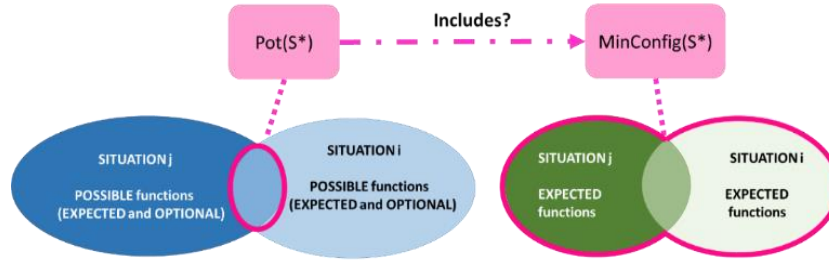 Includes?
Pot(S*)
MinConfig(S*)
SITUATION j
POSSIBLE functions
(EXPECTED and OPTIONAL)
SITUATION i
POSSIBLE functions
(EXPECTED and OPTIONAL)
SITUATION j
EXPECTED
functions
SITUATION i
EXPECTED
functions